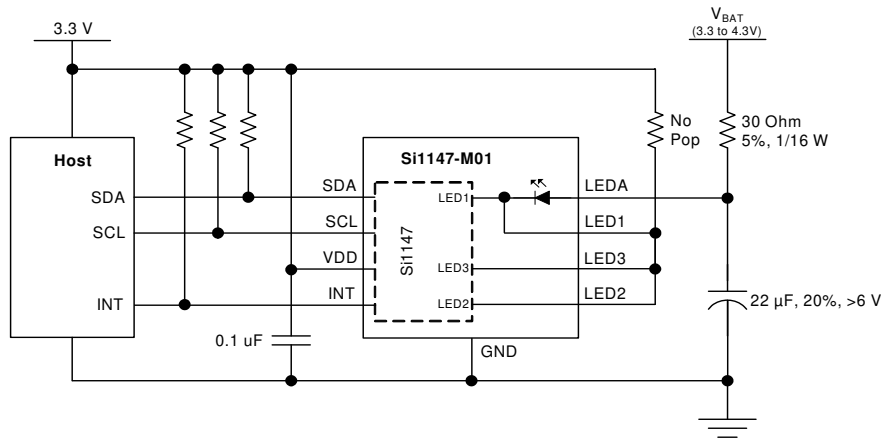 3.3 V
V_BAT
(3.3 to 4.3V)
No
Pop
30 Ohm
5%, 1/16 W
Host
Si1147-M01
SDA
SDA
LED1
LEDA
SCL
SCL
LED1
Si1147
VDD
LED3
LED3
INT
INT
LED2
LED2
22 µF, 20%, >6 V
0.1 uF
GND